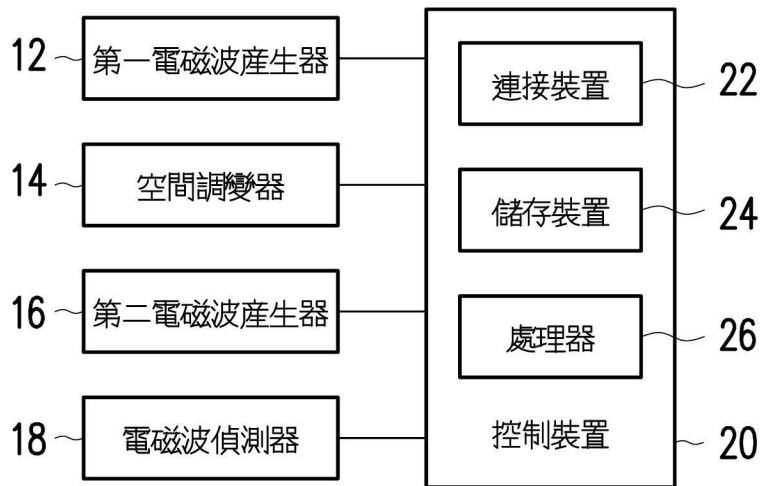 12
第一電磁波產生器
14
空間調變器
16
第二電磁波產生器
18
電磁波偵測器
連接裝置
22
儲存裝置
24
處理器
26
控制裝置
20